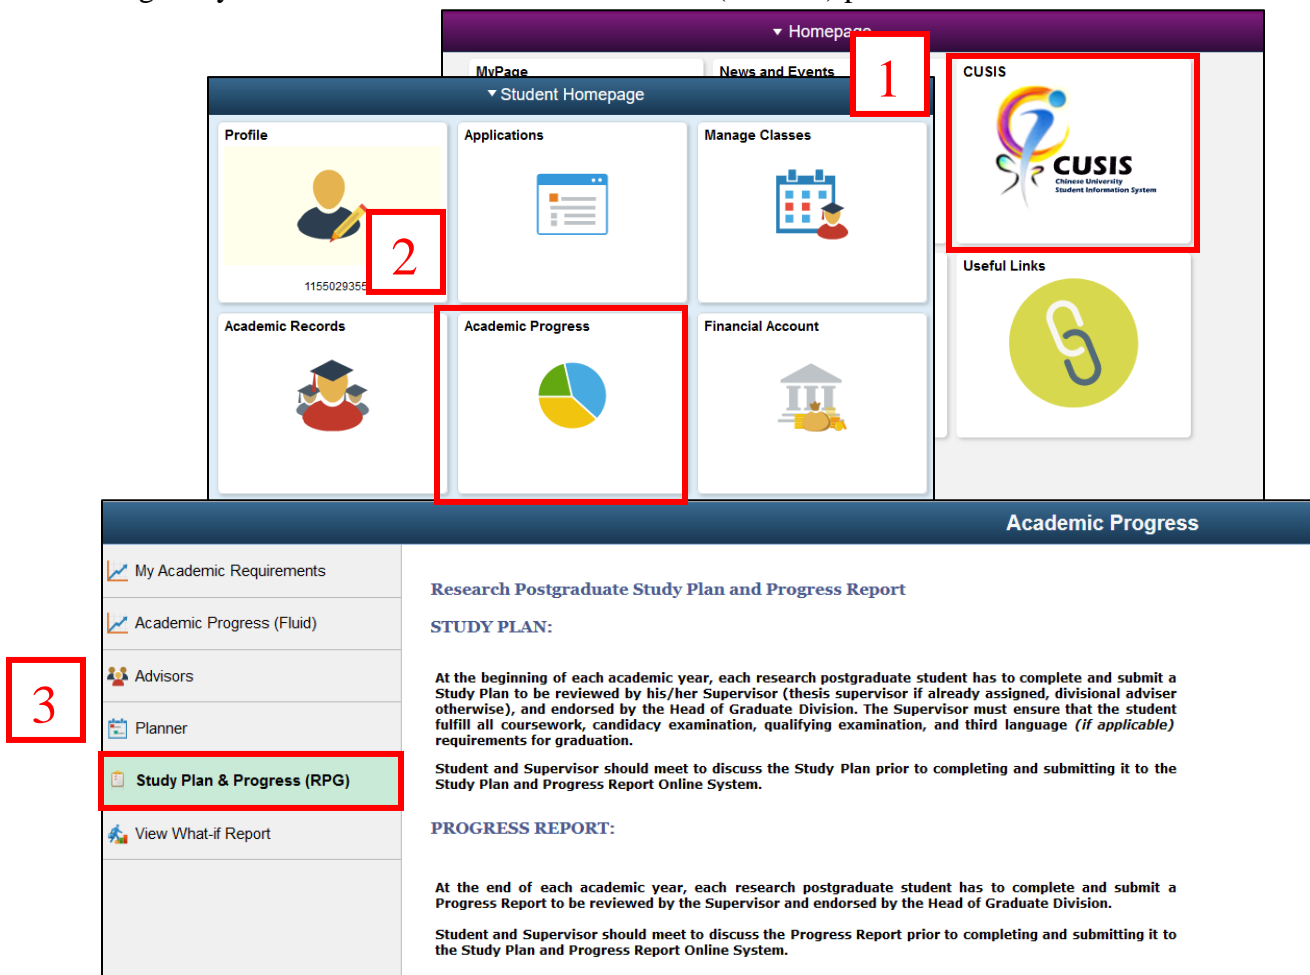 Homepage
1
MyPage
News and Events
CUSIS
CUSIS
Chinese University
Student Information System
Student Homepage
Profile
Applications
Manage Classes
2
1155029355
Useful Links
Academic Records
Academic Progress
Financial Account
Academic Progress
My Academic Requirements
Academic Progress (Fluid)
Advisors
3
Planner
Study Plan & Progress (RPG)
View What-if Report
Research Postgraduate Study Plan and Progress Report
STUDY PLAN:
At the beginning of each academic year, each research postgraduate student has to complete and submit a
Study Plan to be reviewed by his/her Supervisor (thesis supervisor if already assigned, divisional adviser
otherwise), and endorsed by the Head of Graduate Division. The Supervisor must ensure that the student
fulfill all coursework, candidacy examination, qualifying examination, and third language (if applicable)
requirements for graduation.
Student and Supervisor should meet to discuss the Study Plan prior to completing and submitting it to the
Study Plan and Progress Report Online System.
PROGRESS REPORT:
At the end of each academic year, each research postgraduate student has to complete and submit a
Progress Report to be reviewed by the Supervisor and endorsed by the Head of Graduate Division.
Student and Supervisor should meet to discuss the Progress Report prior to completing and submitting it to
the Study Plan and Progress Report Online System.